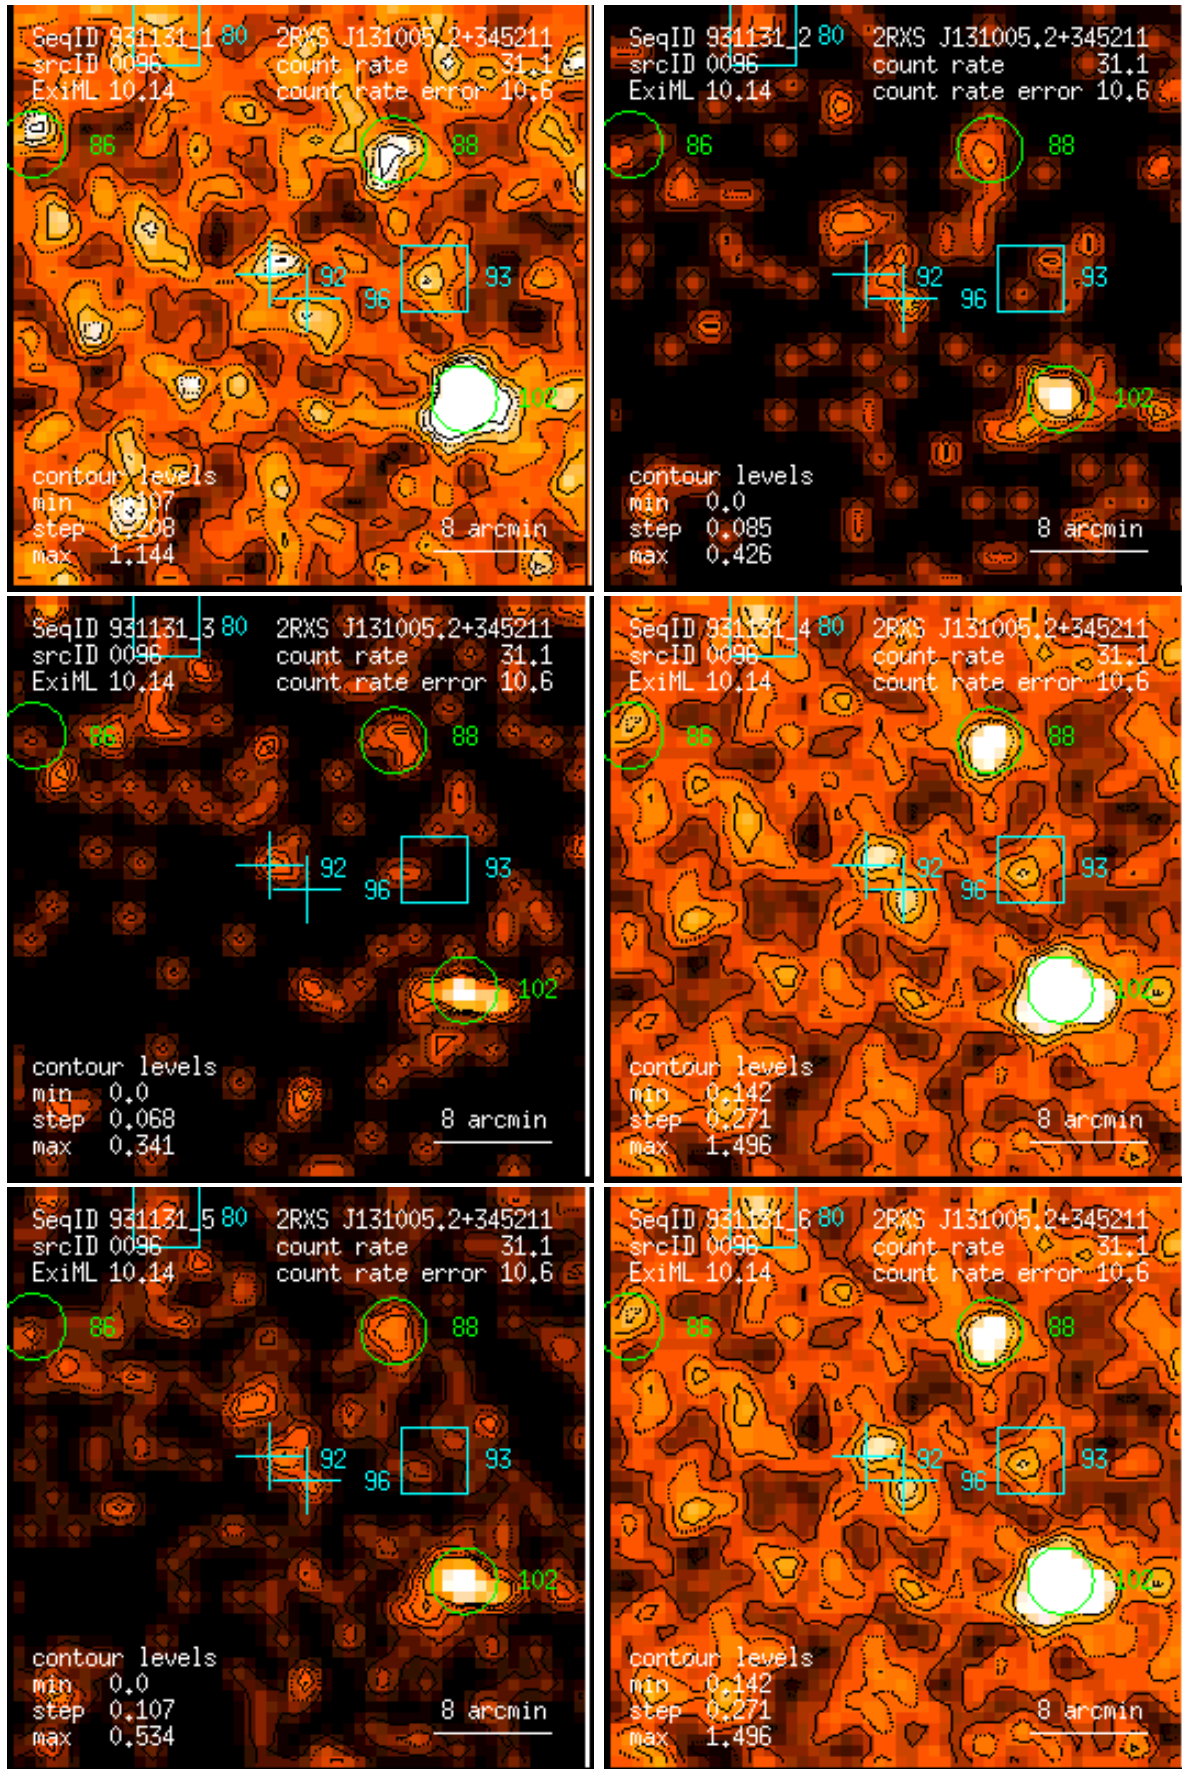 SeqID 931131_1 80 2RXS J131005.2+345211
srcID 0096 count rate 31.1
ExiML 10.14 count rate error 10.6
86
88
92
93
96
102
contour levels
min 0.107
step 0.208
max 1.144
8 arcmin
SeqID 931131_2 80 2RXS J131005.2+345211
srcID 0096 count rate 31.1
ExiML 10.14 count rate error 10.6
86
88
92
93
96
102
contour levels
min 0.0
step 0.085
max 0.426
8 arcmin
SeqID 931131_3 80 2RXS J131005.2+345211
srcID 0096 count rate 31.1
ExiML 10.14 count rate error 10.6
86
88
92
93
96
102
contour levels
min 0.0
step 0.068
max 0.341
8 arcmin
SeqID 931131_4 80 2RXS J131005.2+345211
srcID 0096 count rate 31.1
ExiML 10.14 count rate error 10.6
86
88
92
93
96
102
contour levels
min 0.142
step 0.271
max 1.496
8 arcmin
SeqID 931131_5 80 2RXS J131005.2+345211
srcID 0096 count rate 31.1
ExiML 10.14 count rate error 10.6
86
88
92
93
96
102
contour levels
min 0.0
step 0.107
max 0.534
8 arcmin
SeqID 931131_6 80 2RXS J131005.2+345211
srcID 0096 count rate 31.1
ExiML 10.14 count rate error 10.6
86
88
92
93
96
102
contour levels
min 0.142
step 0.271
max 1.496
8 arcmin